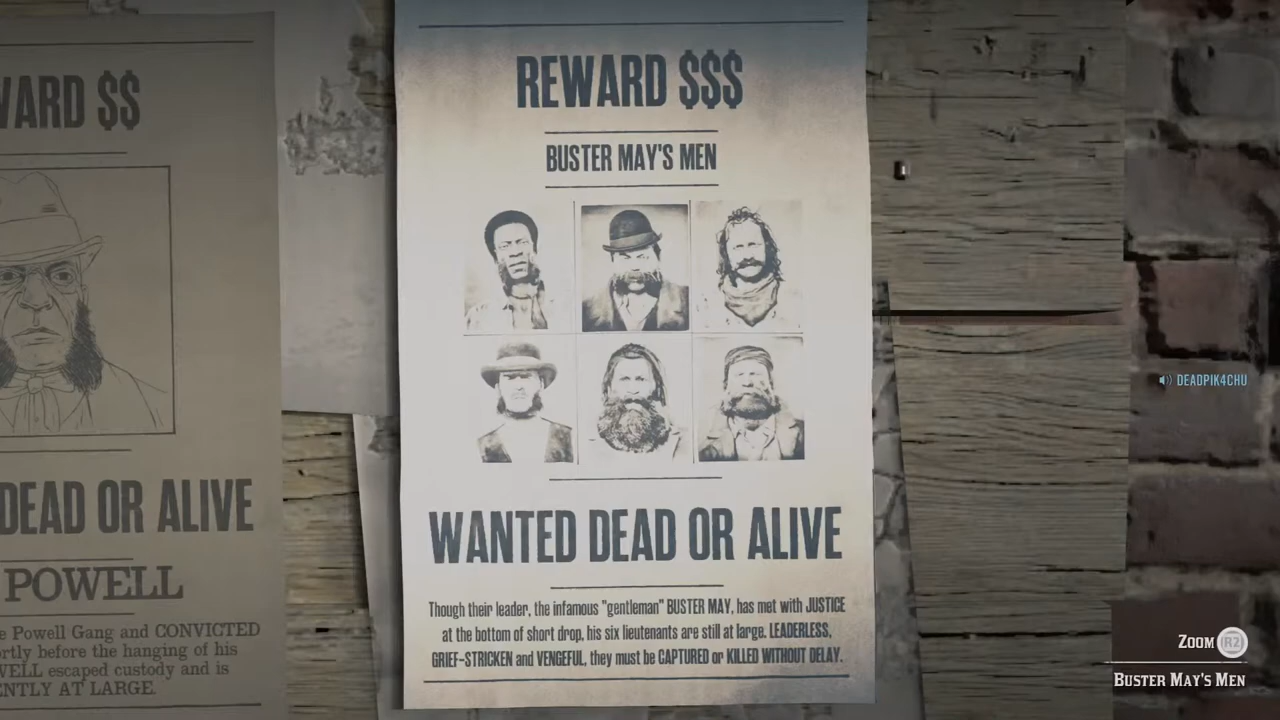 WARD $$
DEAD OR ALIVE
POWELL
e Powell Gang and CONVICTED
rtly before the hanging of his
WELL escaped custody and is
ENTLY AT LARGE.
REWARD $$$
BUSTER MAY'S MEN
WANTED DEAD OR ALIVE
Though their leader, the infamous "gentleman" BUSTER MAY, has met with JUSTICE
at the bottom of short drop, his six lieutenants are still at large. LEADERLESS,
GRIEF-STRICKEN and VENGEFUL, they must be CAPTURED or KILLED WITHOUT DELAY.
DEADPIK4CHU
ZOOM R2
BUSTER MAY'S MEN